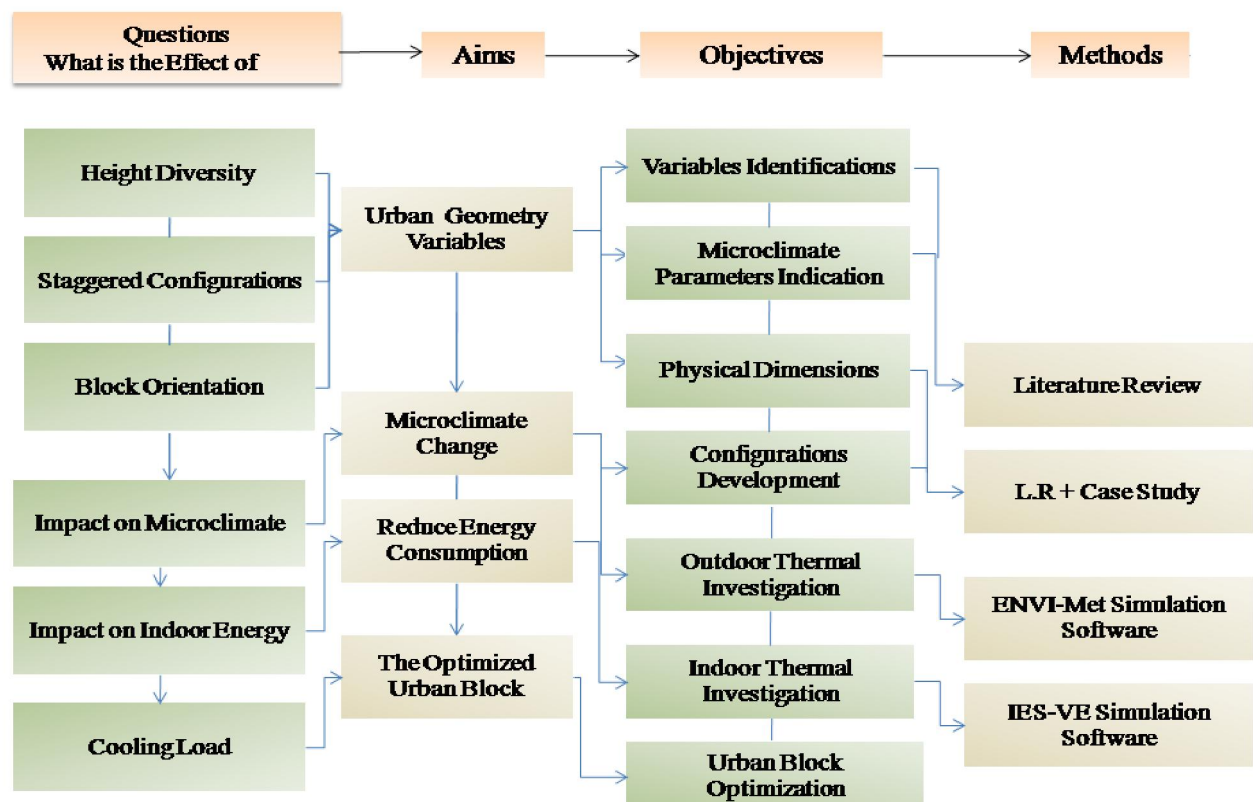 Questions
What is the Effect of
Aims
Objectives
Methods
Height Diversity
Staggered Configurations
Block Orientation
Impact on Microclimate
Impact on Indoor Energy
Cooling Load
Urban Geometry
Variables
Microclimate
Change
Reduce Energy
Consumption
The Optimized
Urban Block
Variables Identifications
Microclimate
Parameters Indication
Physical Dimensions
Configurations
Development
Outdoor Thermal
Investigation
Indoor Thermal
Investigation
Urban Block
Optimization
Literature Review
L.R + Case Study
ENVI-Met Simulation
Software
IES-VE Simulation
Software